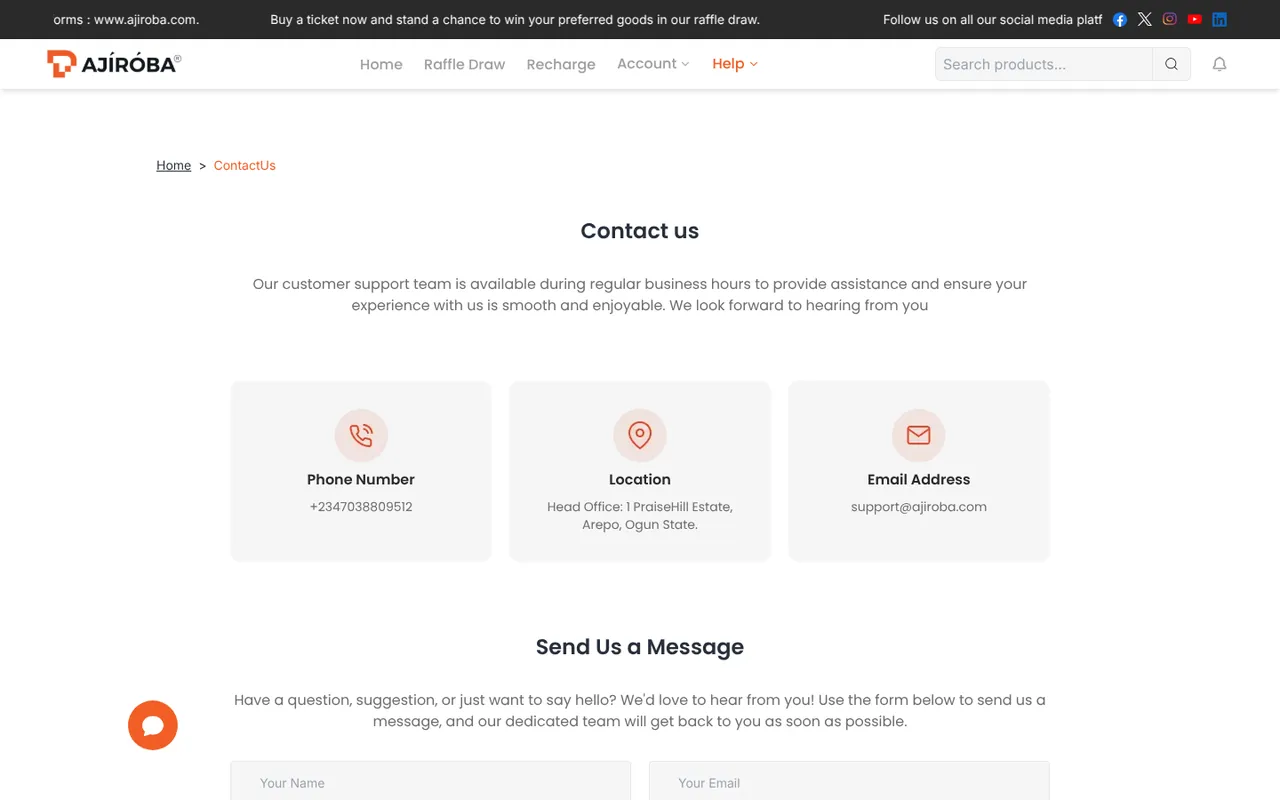 orms : www.ajiroba.com.
Buy a ticket now and stand a chance to win your preferred goods in our raffle draw.
Follow us on all our social media platf
AJÍRÓBA®
Home
Raffle Draw
Recharge
Account
Help
Search products...
Home > ContactUs
Contact us
Our customer support team is available during regular business hours to provide assistance and ensure your
experience with us is smooth and enjoyable. We look forward to hearing from you
Phone Number
+2347038809512
Location
Head Office: 1 PraiseHill Estate,
Arepo, Ogun State.
Email Address
support@ajiroba.com
Send Us a Message
Have a question, suggestion, or just want to say hello? We'd love to hear from you! Use the form below to send us a
message, and our dedicated team will get back to you as soon as possible.
Your Name
Your Email